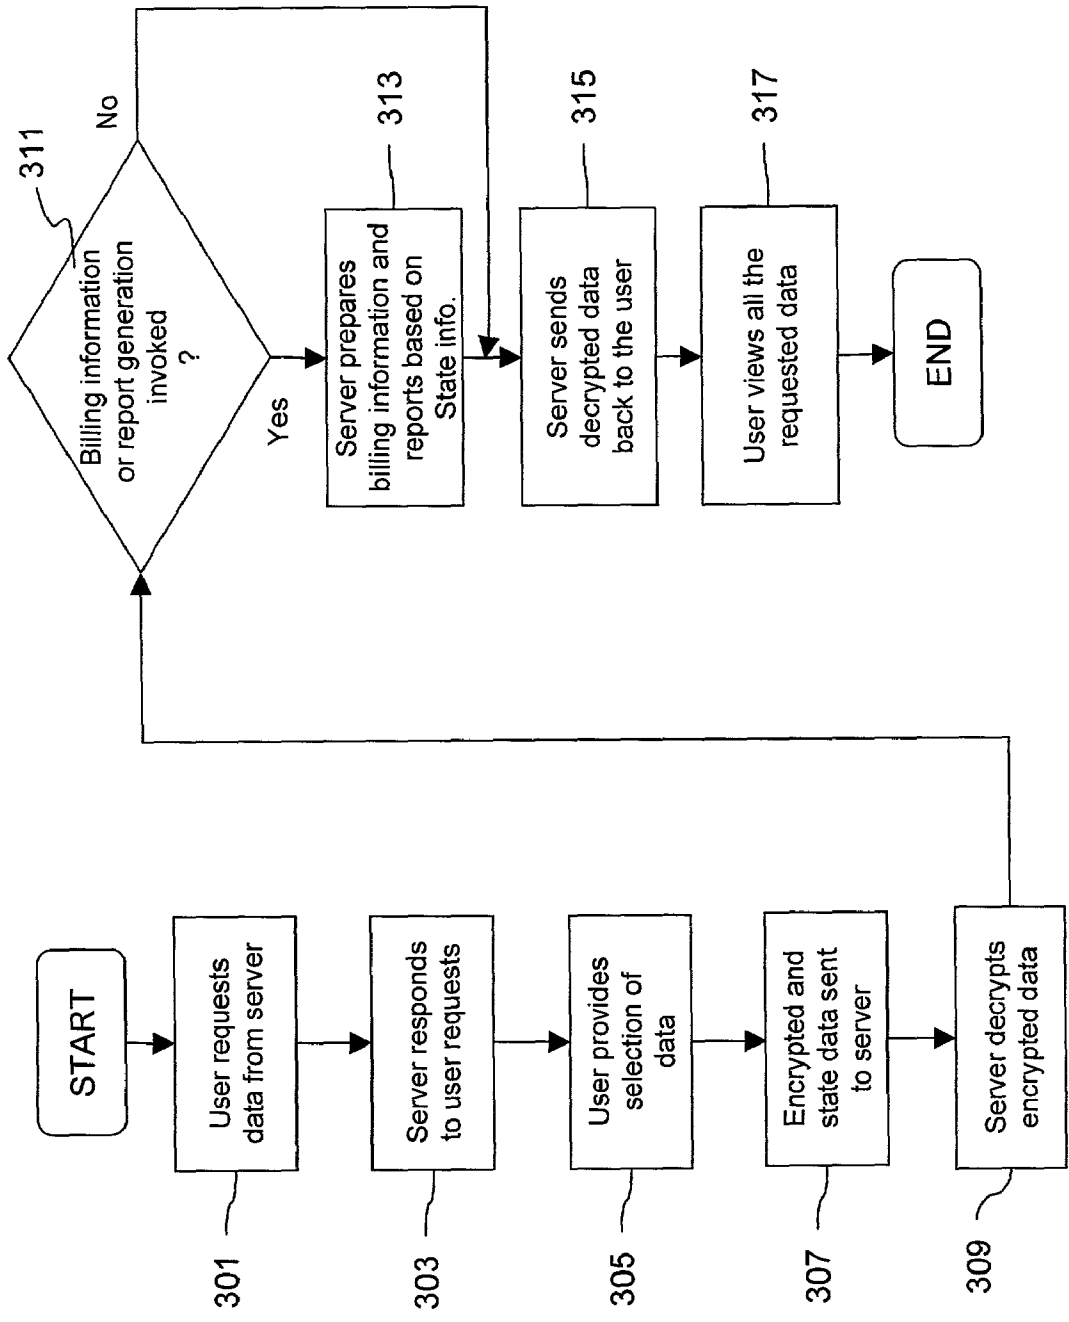 START
301
User requests
data from server
303
Server responds
to user requests
305
User provides
selection of
data
307
Encrypted and
state data sent
to server
309
Server decrypts
encrypted data
311
Billing information
or report generation
invoked
?
No
Yes
313
Server prepares
billing information and
reports based on
State info.
315
Server sends
decrypted data
back to the user
317
User views all the
requested data
END